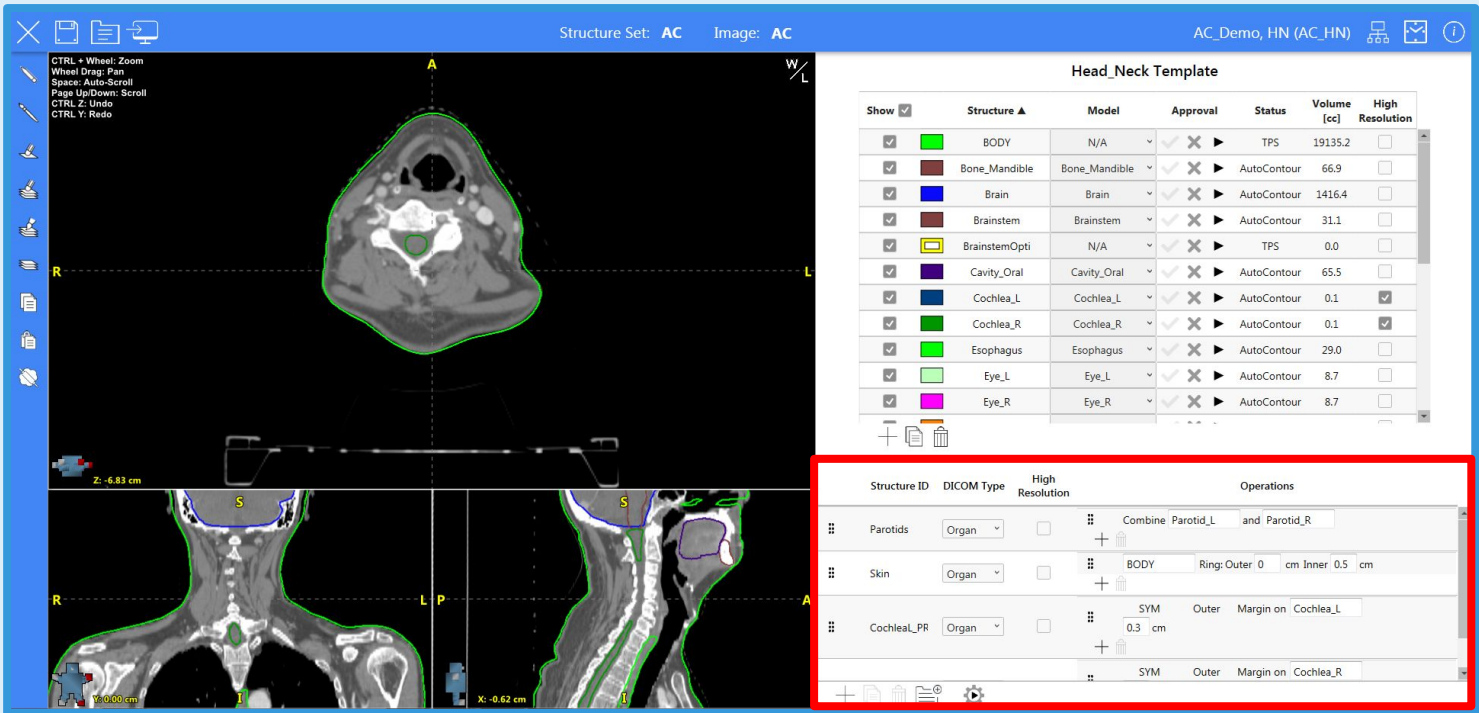 Structure Set: AC Image: AC AC_Demo, HN (AC_HN)
CTRL + Wheel: Zoom
Wheel Drag: Pan
Space: Auto-Scroll
Page Up/Down: Scroll
CTRL Z: Undo
CTRL Y: Redo
A
W/L
R
L
Z: -6.83 cm
S
R
L
I
Y: 0.00 cm
S
P
A
I
X: -0.62 cm
Head_Neck Template
Show Structure ▲ Model Approval Status Volume [cc] High Resolution
BODY N/A TPS 19135.2
Bone_Mandible Bone_Mandible AutoContour 66.9
Brain Brain AutoContour 1416.4
Brainstem Brainstem AutoContour 31.1
BrainstemOpti N/A TPS 0.0
Cavity_Oral Cavity_Oral AutoContour 65.5
Cochlea_L Cochlea_L AutoContour 0.1
Cochlea_R Cochlea_R AutoContour 0.1
Esophagus Esophagus AutoContour 29.0
Eye_L Eye_L AutoContour 8.7
Eye_R Eye_R AutoContour 8.7
Structure ID DICOM Type High Resolution Operations
Parotids Organ Combine Parotid_L and Parotid_R
Skin Organ BODY Ring: Outer 0 cm Inner 0.5 cm
CochleaL_PR Organ SYM Outer Margin on Cochlea_L
0.3 cm
SYM Outer Margin on Cochlea_R